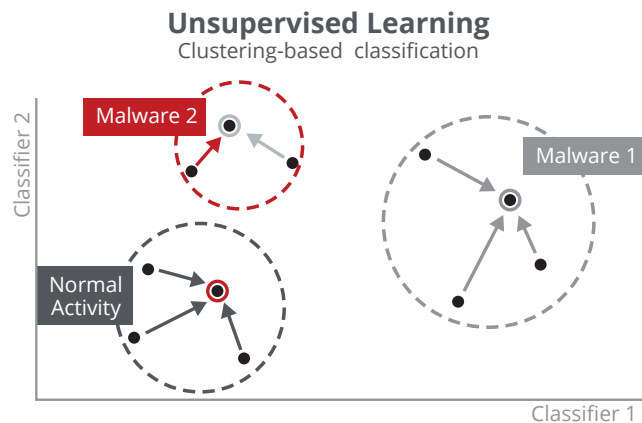 Unsupervised Learning
Clustering-based classification
Malware 2
Classifier 2
Malware 1
Normal
Activity
Classifier 1